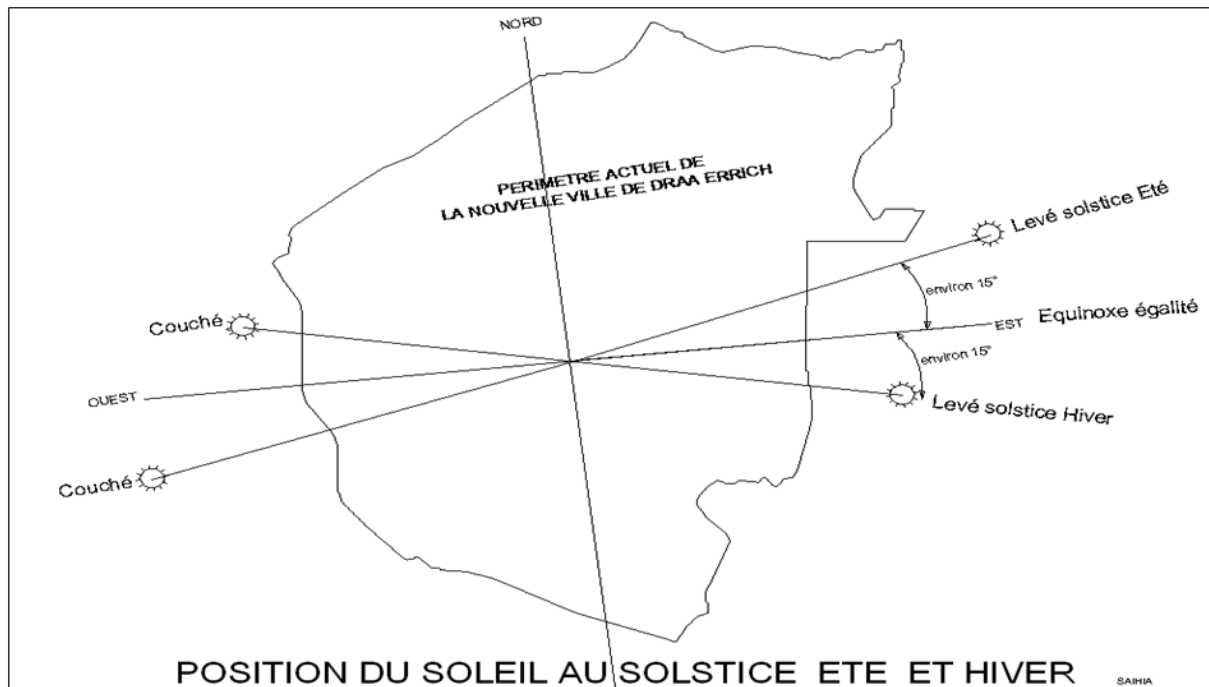 NORD
PERIMETRE ACTUEL DE
LA NOUVELLE VILLE DE DRAA ERRICH
Levé solstice Eté
environ 15°
Couché
EST
Equinoxe égalité
environ 15°
OUEST
Levé solstice Hiver
Couché
POSITION DU SOLEIL AU SOLSTICE ETE ET HIVER
SAIHIA